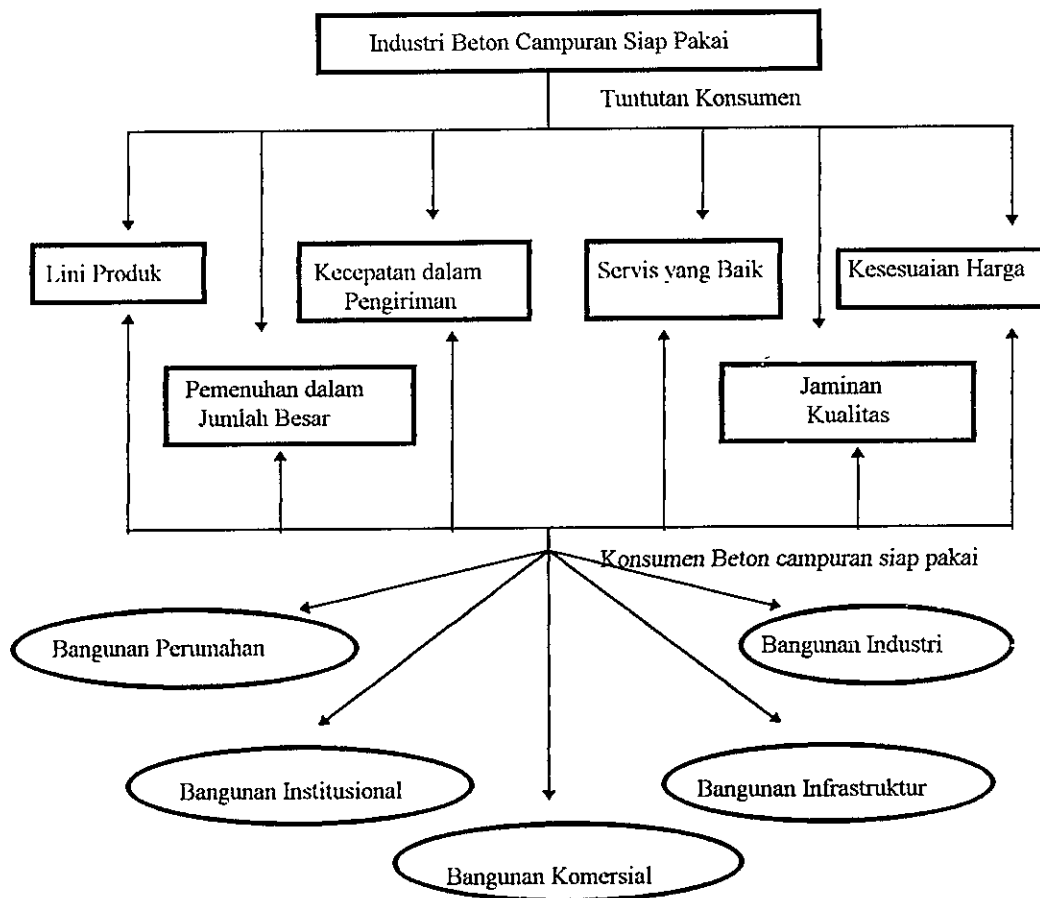 Industri Beton Campuran Siap Pakai
Tuntutan Konsumen
Lini Produk
Kecepatan dalam
Pengiriman
Servis yang Baik
Kesesuaian Harga
Pemenuhan dalam
Jumlah Besar
Jaminan
Kualitas
Konsumen Beton campuran siap pakai
Bangunan Perumahan
Bangunan Industri
Bangunan Institusional
Bangunan Infrastruktur
Bangunan Komersial